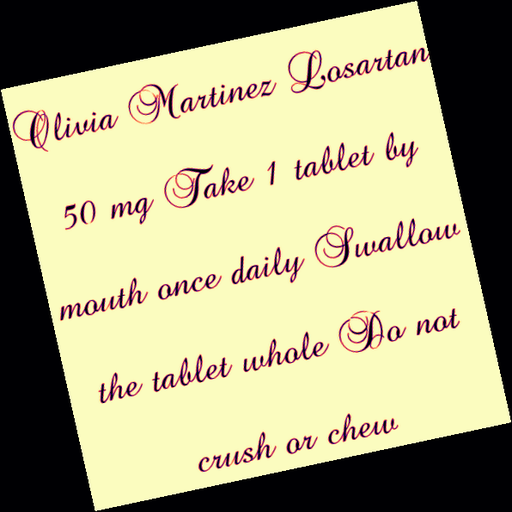 Olivia Martinez Losartan
50 mg Take 1 tablet by
mouth once daily Swallow
the tablet whole Do not
crush or chew